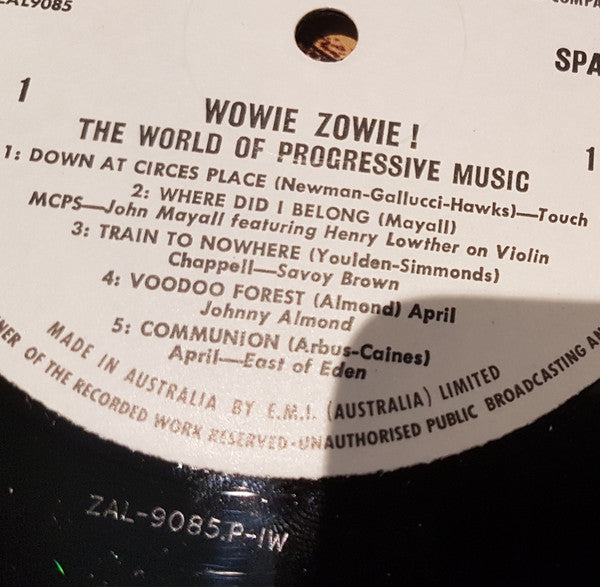 ZAL9085
SPA
1
1
WOWIE ZOWIE!
THE WORLD OF PROGRESSIVE MUSIC
1: DOWN AT CIRCES PLACE (Newman-Gallucci-Hawks)—Touch
2: WHERE DID I BELONG (Mayall)
MCPS—John Mayall featuring Henry Lowther on Violin
3: TRAIN TO NOWHERE (Youlden-Simmonds)
Chappell—Savoy Brown
4: VOODOO FOREST (Almond) April
Johnny Almond
5: COMMUNION (Arbus-Caines)
April—East of Eden
MADE IN AUSTRALIA BY E.M.I. (AUSTRALIA) LIMITED
OF THE RECORDED WORK RESERVED·UNAUTHORISED PUBLIC BROADCASTING
ZAL-9085.P-1W